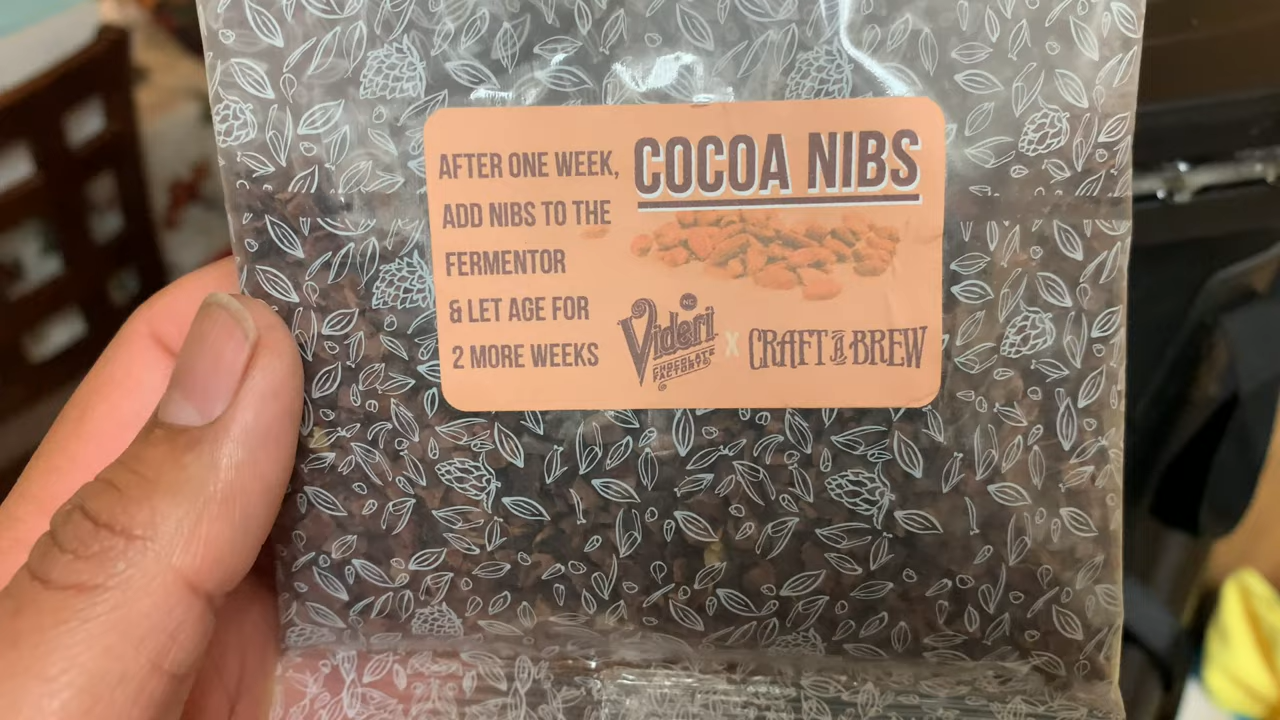 AFTER ONE WEEK,
ADD NIBS TO THE
FERMENTOR
& LET AGE FOR
2 MORE WEEKS
COCOA NIBS
NC
Videri
CHOCOLATE
FACTORY
X
CRAFT A BREW